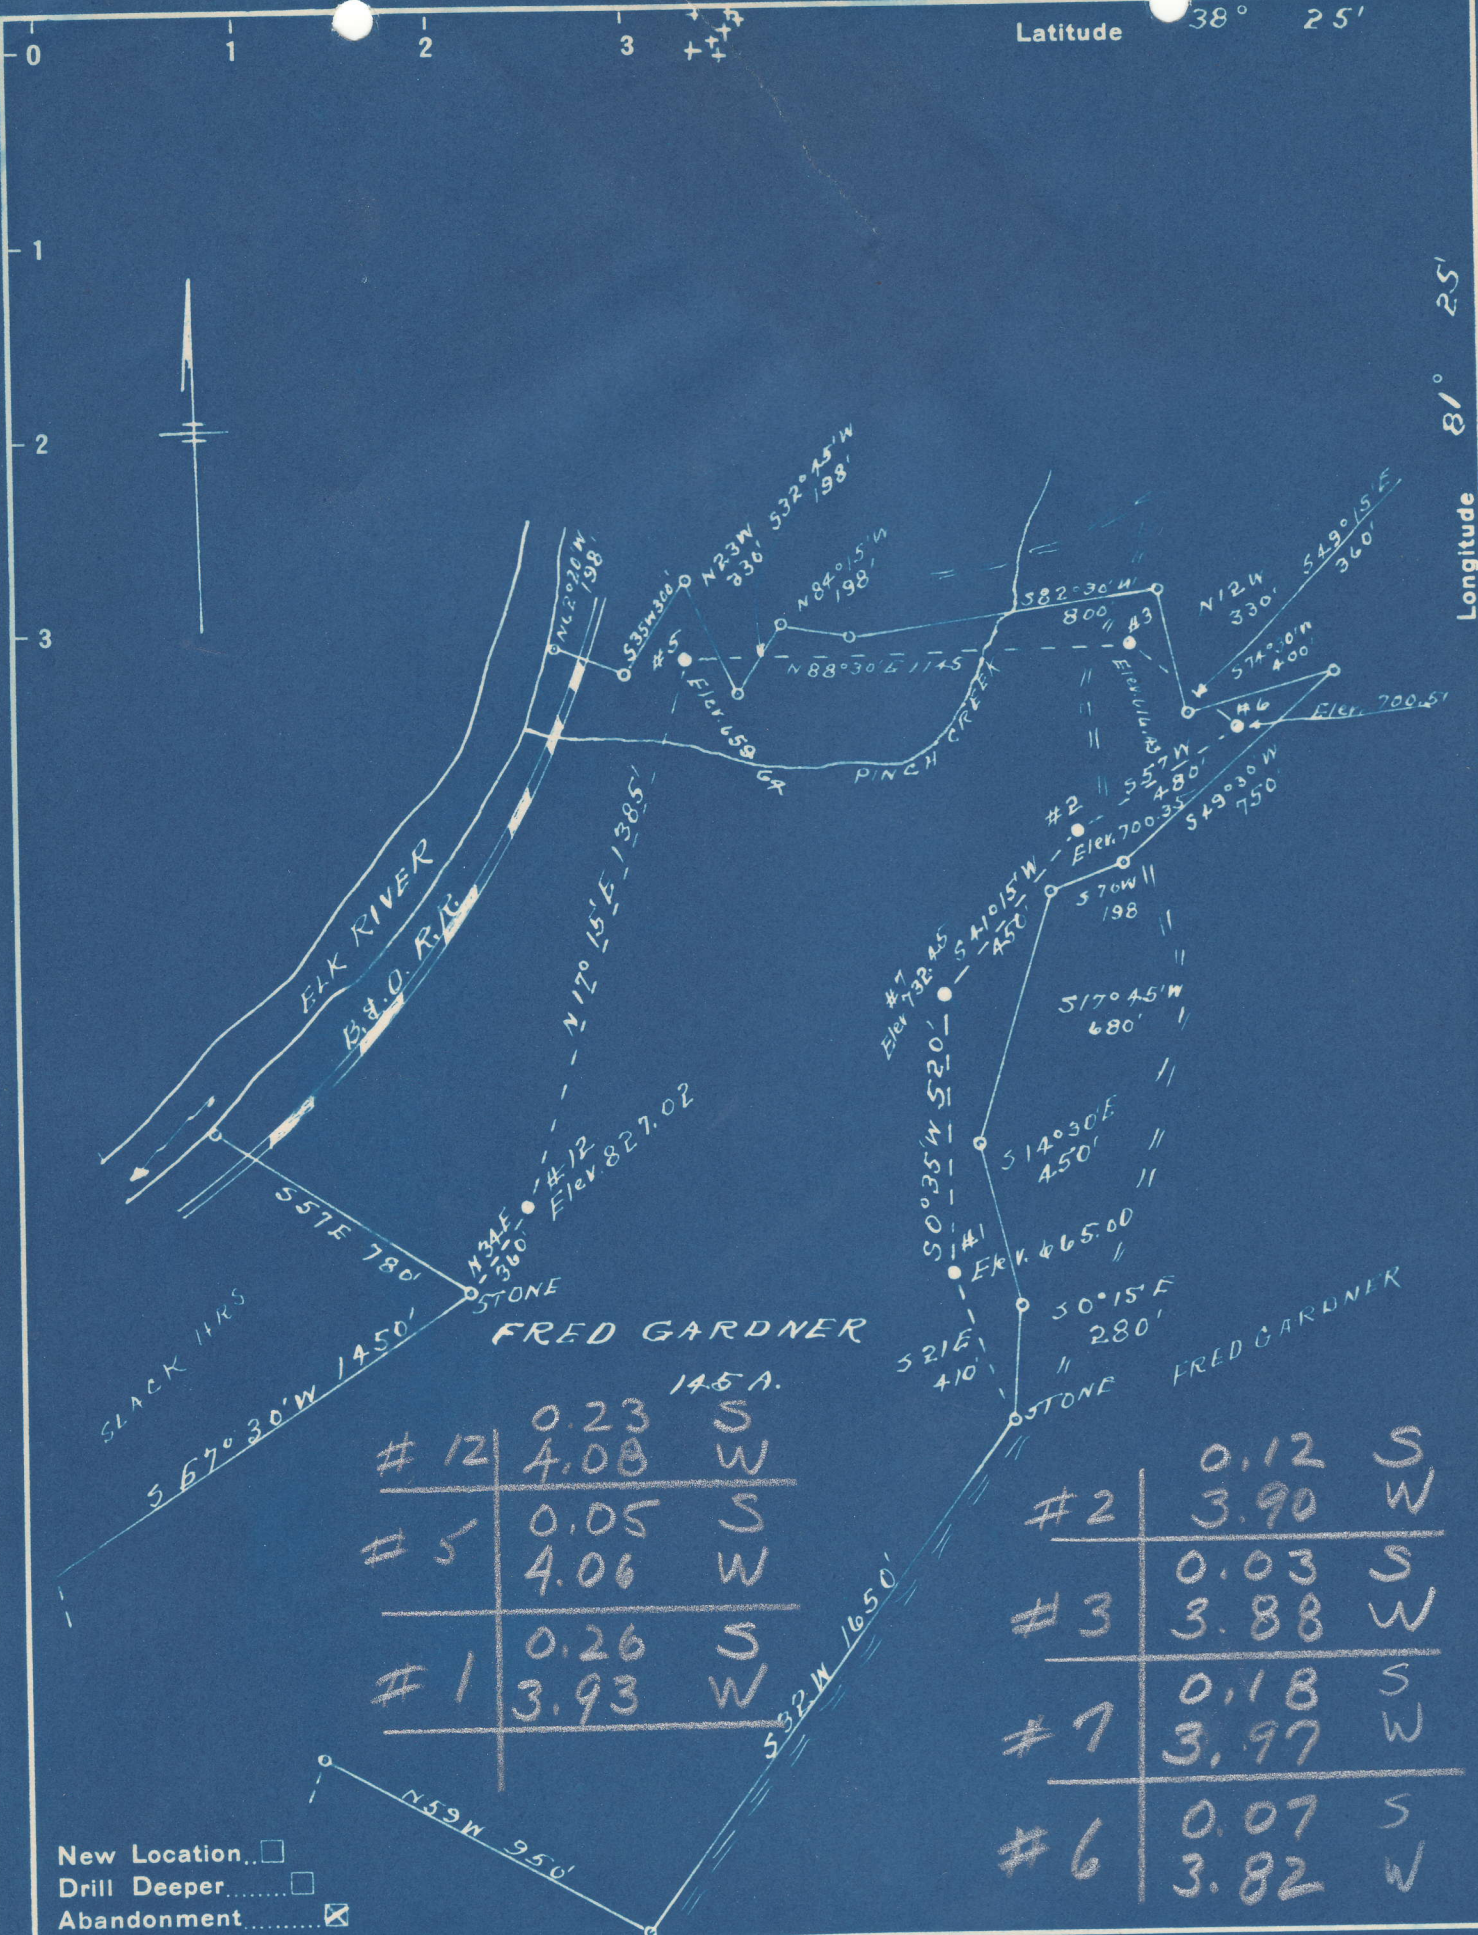 Latitude 38° 25'
0
1
2
3
1
2
3
Longitude 81° 25'
N62°20'W
198'
S35W300'
N23W
330'
S32°45'W
198'
N84°15'W
198'
S82°30'W
800'
N12W
330'
S49°15'E
360'
S74°30'W
400'
#5
Elev. 658
N88°30'E 1145
#3
#6
Elev. 700.51
PINCH CREEK
S57W
480'
S49°30'W
750'
#2
Elev. 700.35
S70W
198
ELK RIVER
B.&.O. R.R.
N17°15'E 1385'
S41°15'W
450'
#7
Elev 732.45
S17°45'W
680'
S0°35'W 520'
S14°30'E
450'
#12
Elev. 827.02
S57E 780'
N34E
360'
STONE
#1
Elev. 665.00
S0°15'E
280'
S21E
410'
STONE
FRED GARDNER
145 A.
FRED GARDNER
SLACK HRS
S67°30'W 1450'
#12 0.23 S
4.08 W
#5 0.05 S
4.06 W
#1 0.26 S
3.93 W
#2 0.12 S
3.90 W
#3 0.03 S
3.88 W
#7 0.18 S
3.97 W
#6 0.07 S
3.82 W
S32W 1650'
N59W 950'
New Location..
Drill Deeper.......
Abandonment..........